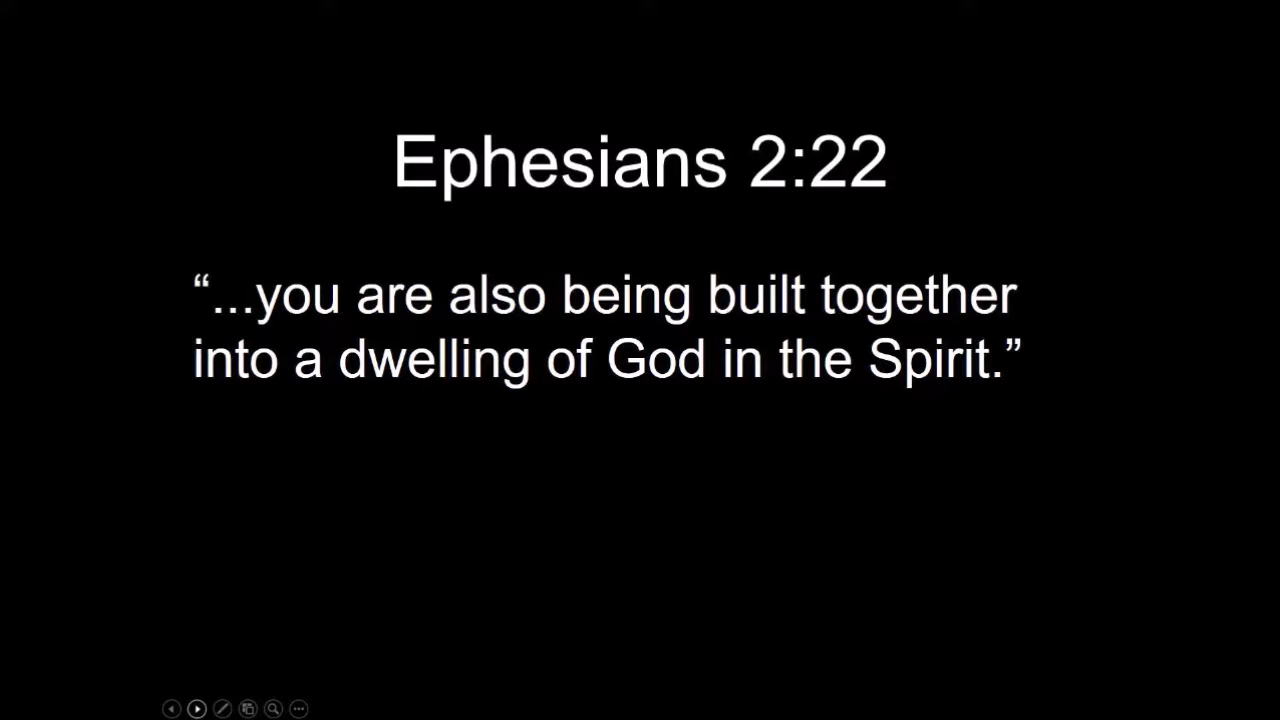 Ephesians 2:22
“...you are also being built together
into a dwelling of God in the Spirit.”